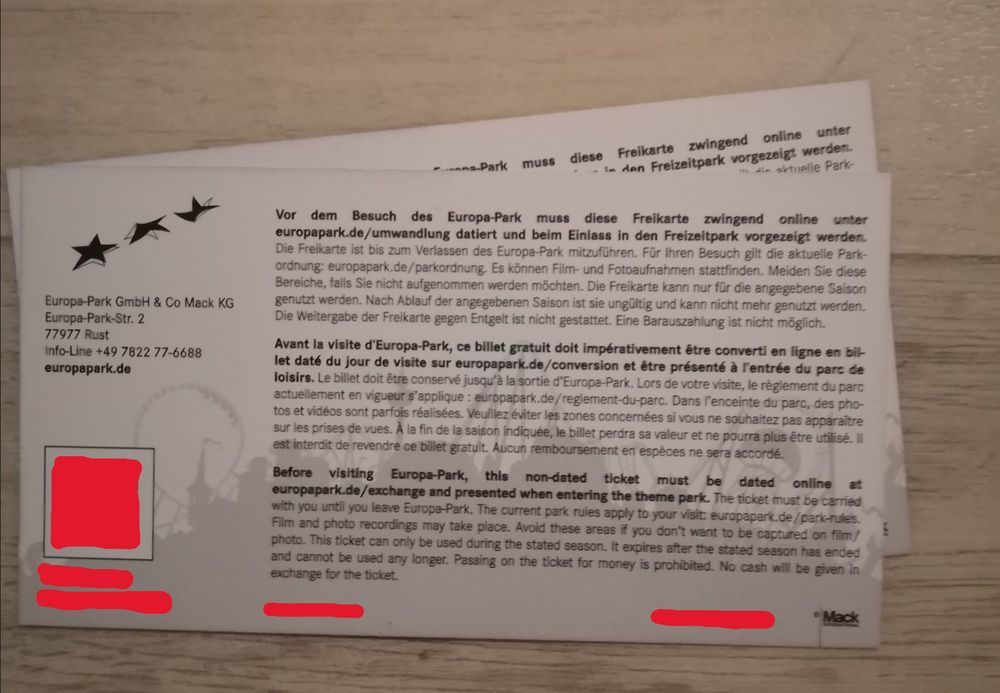 Park muss diese Freikarte zwingend online unter
in den Freizeitpark vorgezeigt werden.
die aktuelle Park-
Europa-Park GmbH & Co Mack KG
Europa-Park-Str. 2
77977 Rust
Info-Line +49 7822 77-6688
europapark.de
Vor dem Besuch des Europa-Park muss diese Freikarte zwingend online unter
europapark.de/umwandlung datiert und beim Einlass in den Freizeitpark vorgezeigt werden.
Die Freikarte ist bis zum Verlassen des Europa-Park mitzuführen. Für Ihren Besuch gilt die aktuelle Park-
ordnung: europapark.de/parkordnung. Es können Film- und Fotoaufnahmen stattfinden. Meiden Sie diese
Bereiche, falls Sie nicht aufgenommen werden möchten. Die Freikarte kann nur für die angegebene Saison
genutzt werden. Nach Ablauf der angegebenen Saison ist sie ungültig und kann nicht mehr genutzt werden.
Die Weitergabe der Freikarte gegen Entgelt ist nicht gestattet. Eine Barauszahlung ist nicht möglich.
Avant la visite d'Europa-Park, ce billet gratuit doit impérativement être converti en ligne en bil-
let daté du jour de visite sur europapark.de/conversion et être présenté à l'entrée du parc de
loisirs. Le billet doit être conservé jusqu'à la sortie d'Europa-Park. Lors de votre visite, le règlement du parc
actuellement en vigueur s'applique : europapark.de/reglement-du-parc. Dans l'enceinte du parc, des pho-
tos et vidéos sont parfois réalisées. Veuillez éviter les zones concernées si vous ne souhaitez pas apparaître
sur les prises de vues. À la fin de la saison indiquée, le billet perdra sa valeur et ne pourra plus être utilisé. Il
est interdit de revendre ce billet gratuit. Aucun remboursement en espèces ne sera accordé.
Before visiting Europa-Park, this non-dated ticket must be dated online at
europapark.de/exchange and presented when entering the theme park. The ticket must be carried
with you until you leave Europa-Park. The current park rules apply to your visit: europapark.de/park-rules.
Film and photo recordings may take place. Avoid these areas if you don't want to be captured on film/
photo. This ticket can only be used during the stated season. It expires after the stated season has ended
and cannot be used any longer. Passing on the ticket for money is prohibited. No cash will be given in
exchange for the ticket.
© Mack